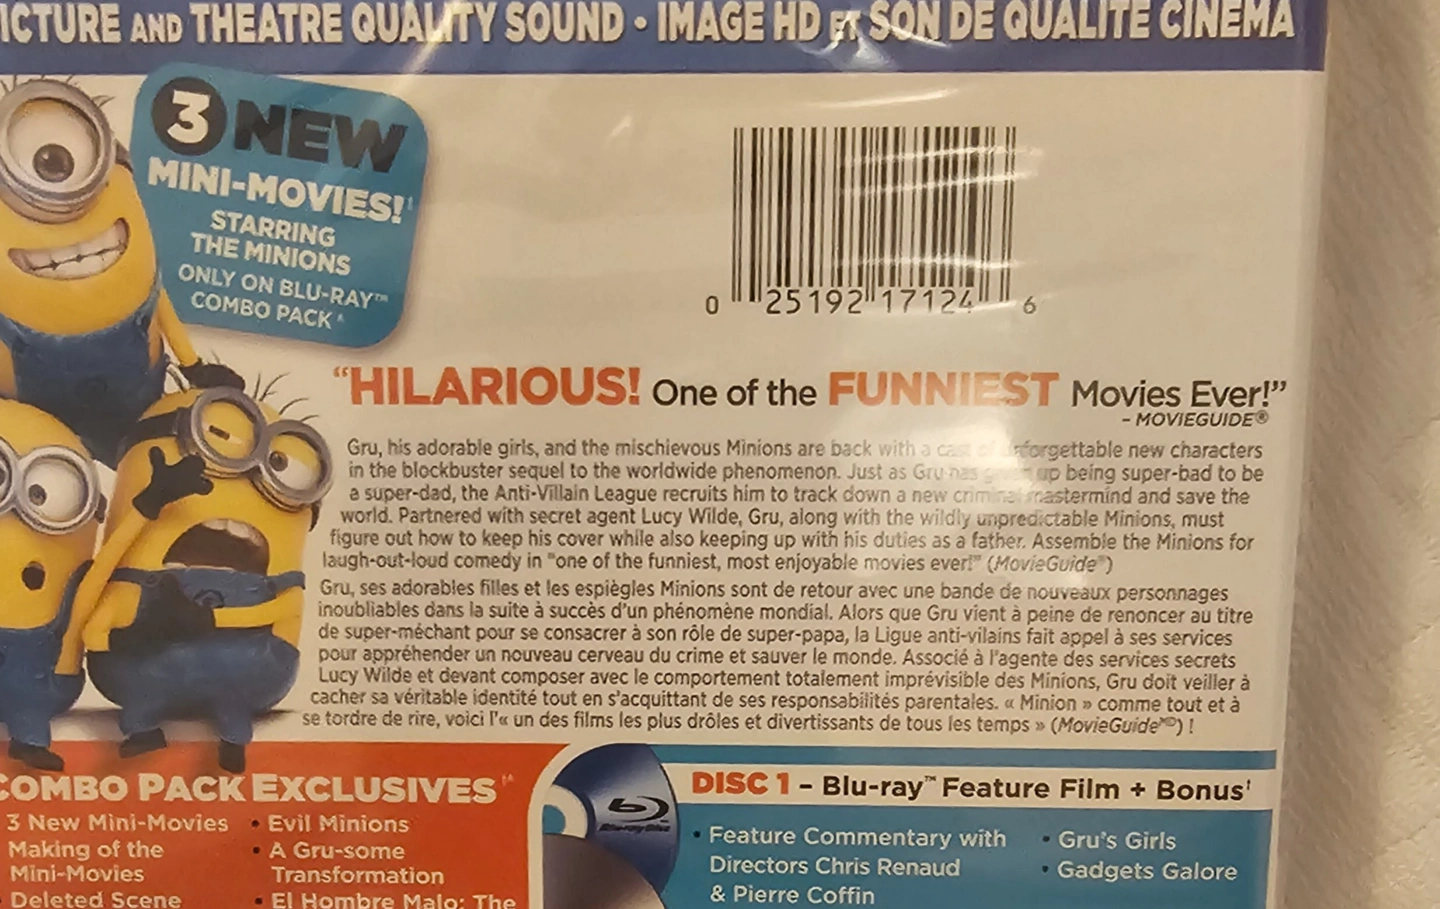 ICTURE AND THEATRE QUALITY SOUND • IMAGE HD ET SON DE QUALITÉ CINÉMA
3 NEW
MINI-MOVIES!†
STARRING
THE MINIONS
ONLY ON BLU-RAY™
COMBO PACK
0 25192 17124 6
"HILARIOUS! One of the FUNNIEST Movies Ever!"
– MOVIEGUIDE®
Gru, his adorable girls, and the mischievous Minions are back with a cast of unforgettable new characters
in the blockbuster sequel to the worldwide phenomenon. Just as Gru has given up being super-bad to be
a super-dad, the Anti-Villain League recruits him to track down a new criminal mastermind and save the
world. Partnered with secret agent Lucy Wilde, Gru, along with the wildly unpredictable Minions, must
figure out how to keep his cover while also keeping up with his duties as a father. Assemble the Minions for
laugh-out-loud comedy in "one of the funniest, most enjoyable movies ever!" (MovieGuide®)
Gru, ses adorables filles et les espiègles Minions sont de retour avec une bande de nouveaux personnages
inoubliables dans la suite à succès d'un phénomène mondial. Alors que Gru vient à peine de renoncer au titre
de super-méchant pour se consacrer à son rôle de super-papa, la Ligue anti-vilains fait appel à ses services
pour appréhender un nouveau cerveau du crime et sauver le monde. Associé à l'agente des services secrets
Lucy Wilde et devant composer avec le comportement totalement imprévisible des Minions, Gru doit veiller à
cacher sa véritable identité tout en s'acquittant de ses responsabilités parentales. « Minion » comme tout et à
se tordre de rire, voici l'« un des films les plus drôles et divertissants de tous les temps » (MovieGuideMD) !
COMBO PACK EXCLUSIVES
3 New Mini-Movies
Making of the
Mini-Movies
Deleted Scene
• Evil Minions
• A Gru-some
Transformation
• El Hombre Malo: The
Blu-ray Disc
DISC 1 – Blu-ray™ Feature Film + Bonus†
• Feature Commentary with
Directors Chris Renaud
& Pierre Coffin
• Gru's Girls
• Gadgets Galore